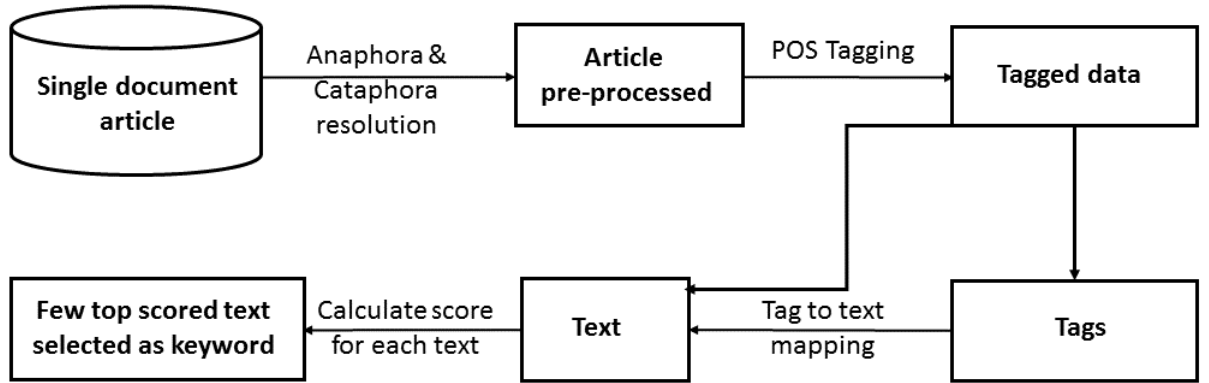 Single document
article
Anaphora &
Cataphora
resolution
Article
pre-processed
POS Tagging
Tagged data
Few top scored text
selected as keyword
Calculate score
for each text
Text
Tag to text
mapping
Tags